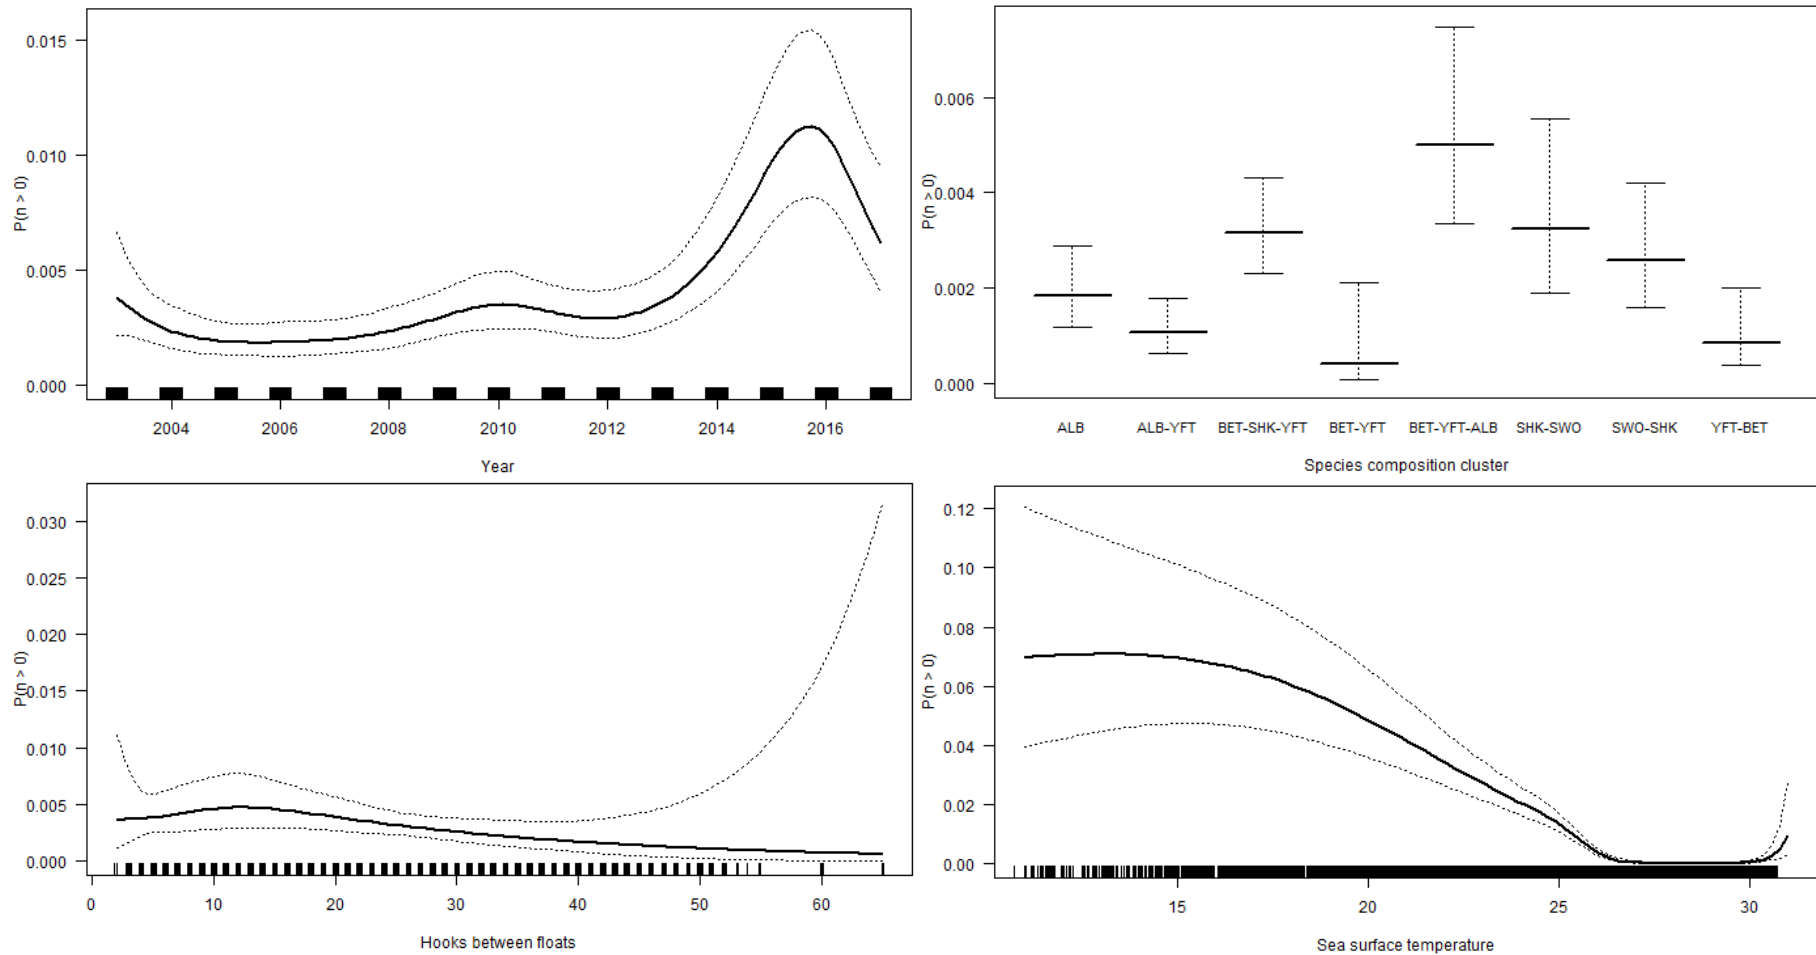 0.015
0.010
0.005
0.000
P(n > 0)
2004 2006 2008 2010 2012 2014 2016
Year
0.006
0.004
0.002
0.000
P(n > 0)
ALB ALB-YFT BET-SHK-YFT BET-YFT BET-YFT-ALB SHK-SWO SWO-SHK YFT-BET
Species composition cluster
0.030
0.025
0.020
0.015
0.010
0.005
0.000
P(n > 0)
0 10 20 30 40 50 60
Hooks between floats
0.12
0.10
0.08
0.06
0.04
0.02
0.00
P(n > 0)
15 20 25 30
Sea surface temperature